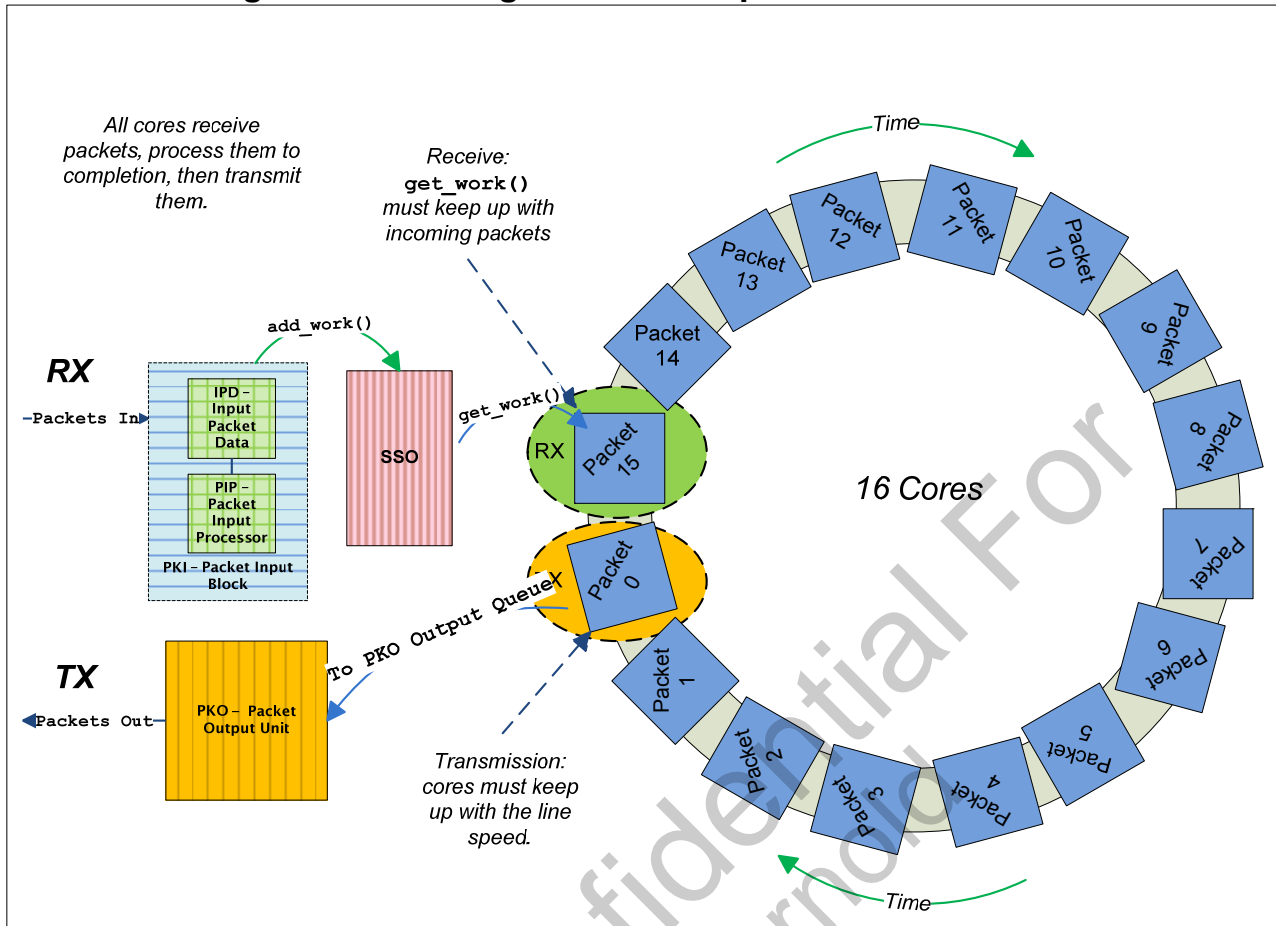 All cores receive
packets, process them to
completion, then transmit
them.
Receive:
get_work()
must keep up with
incoming packets
Time
add_work()
RX
Packets In
IPD –
Input
Packet
Data
PIP –
Packet
Input
Processor
PKI – Packet Input
Block
SSO
get_work()
RX
Packet
15
Packet
14
Packet
13
Packet
12
Packet
11
Packet
10
Packet
9
Packet
8
Packet
7
Packet
6
Packet
5
Packet
4
Packet
3
Packet
2
Packet
1
Packet
0
16 Cores
To PKO Output Queue
TX
Packets Out
PKO – Packet
Output Unit
Transmission:
cores must keep
up with the line
speed.
Time
For